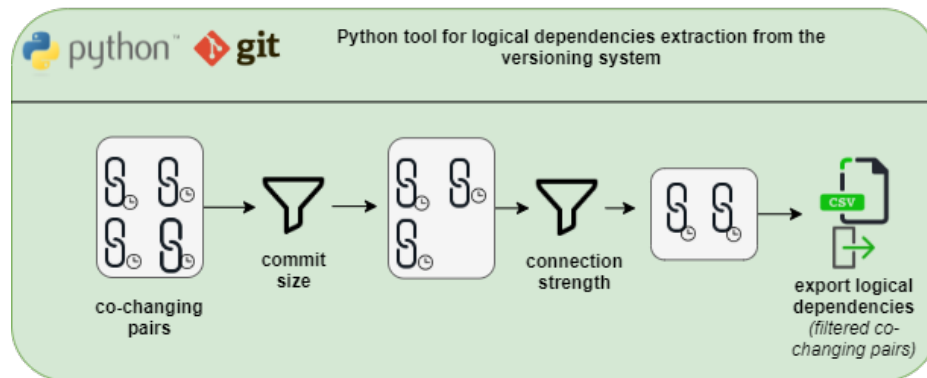 python™ git
Python tool for logical dependencies extraction from the
versioning system
co-changing
pairs
commit
size
connection
strength
CSV
export logical
dependencies
(filtered co-
changing pairs)